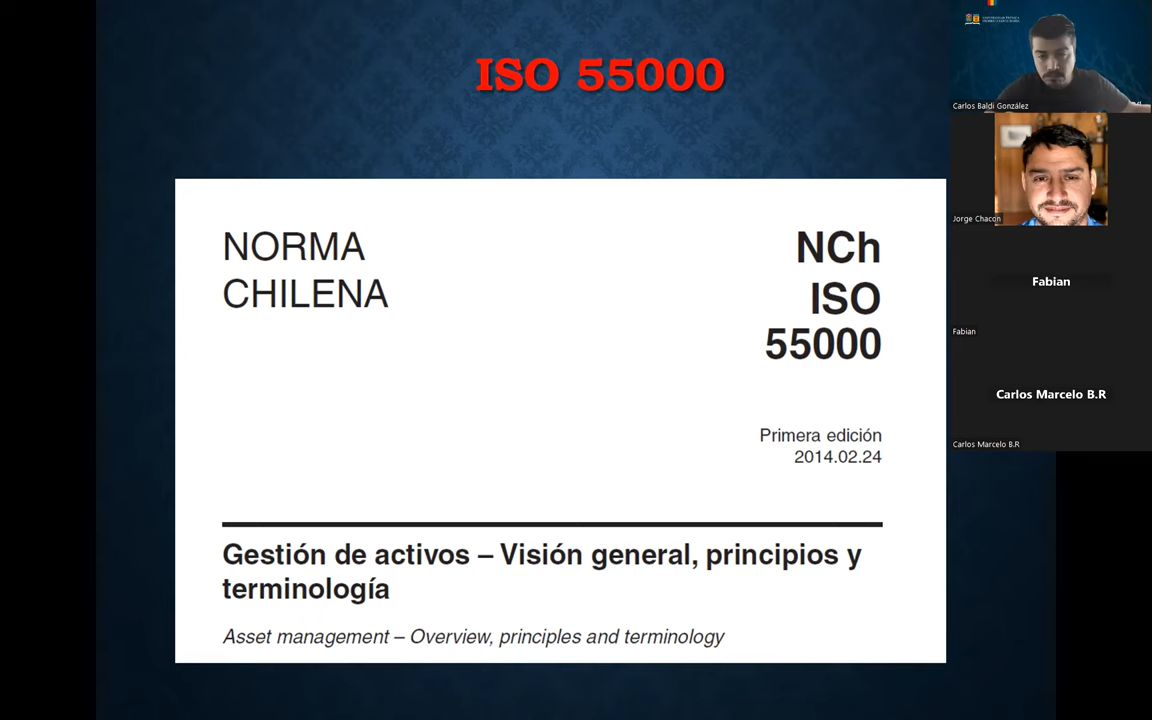 ISO 55000
NORMA
CHILENA
NCh
ISO
55000
Primera edición
2014.02.24
Gestión de activos – Visión general, principios y
terminología
Asset management – Overview, principles and terminology
Carlos Baldi González
Jorge Chacon
Fabian
Fabian
Carlos Marcelo B.R
Carlos Marcelo B.R